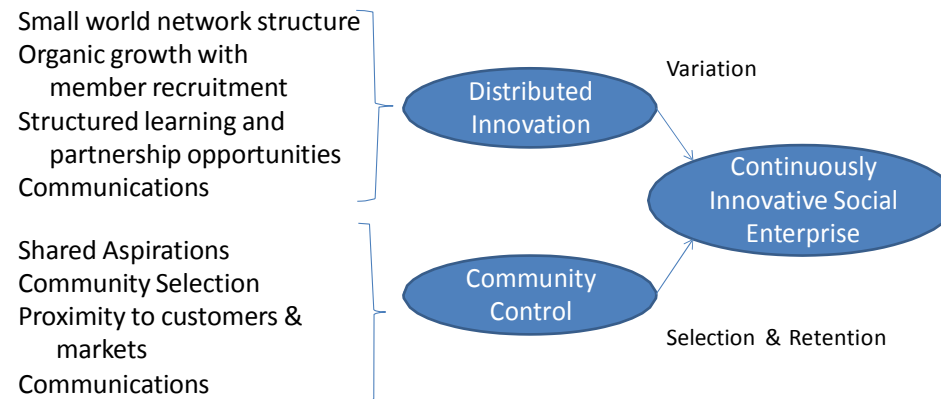 Small world network structure
Organic growth with
member recruitment
Structured learning and
partnership opportunities
Communications
Distributed
Innovation
Variation
Continuously
Innovative Social
Enterprise
Shared Aspirations
Community Selection
Proximity to customers &
markets
Communications
Community
Control
Selection & Retention